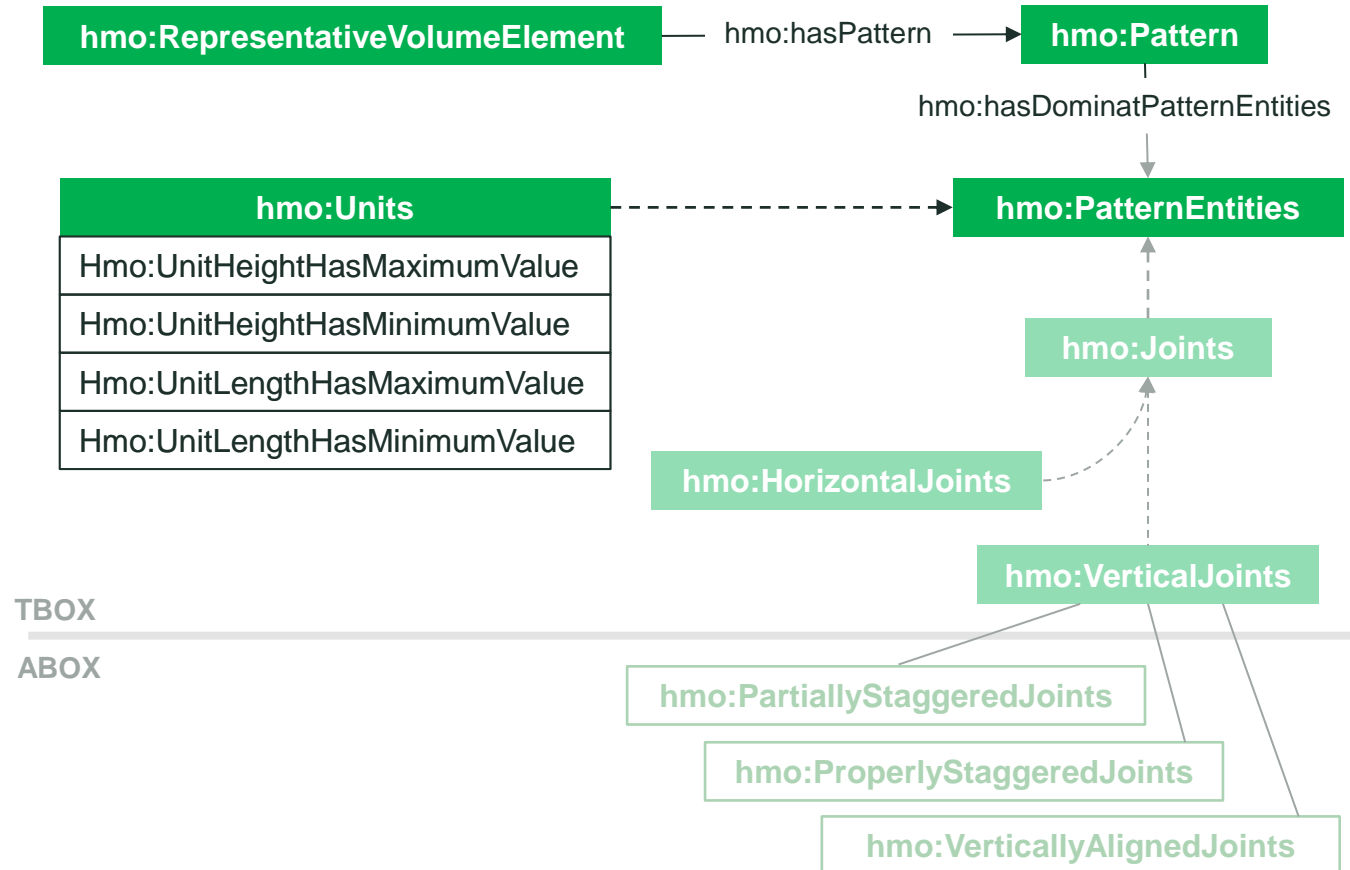 hmo:RepresentativeVolumeElement hmo:hasPattern hmo:Pattern
hmo:hasDominatPatternEntities
hmo:Units hmo:PatternEntities
Hmo:UnitHeightHasMaximumValue
Hmo:UnitHeightHasMinimumValue
hmo:Joints
Hmo:UnitLengthHasMaximumValue
Hmo:UnitLengthHasMinimumValue
hmo:HorizontalJoints
hmo:VerticalJoints
TBOX
ABOX
hmo:PartiallyStaggeredJoints
hmo:ProperlyStaggeredJoints
hmo:VerticallyAlignedJoints